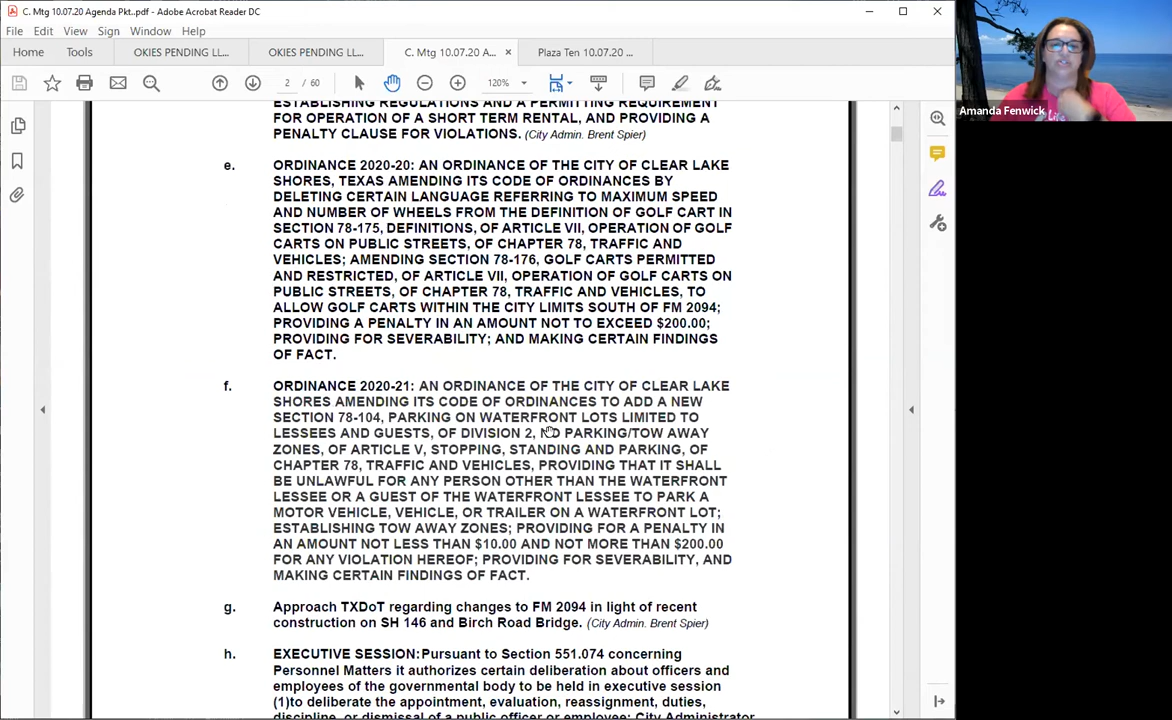 C. Mtg 10.07.20 Agenda Pkt..pdf - Adobe Acrobat Reader DC
File Edit View Sign Window Help
Home Tools OKIES PENDING LL... OKIES PENDING LL... C. Mtg 10.07.20 A... × Plaza Ten 10.07.20 ...
2 / 60 120%
Amanda Fenwick
ESTABLISHING REGULATIONS AND A PERMITTING REQUIREMENT
FOR OPERATION OF A SHORT TERM RENTAL, AND PROVIDING A
PENALTY CLAUSE FOR VIOLATIONS. (City Admin. Brent Spier)
e. ORDINANCE 2020-20: AN ORDINANCE OF THE CITY OF CLEAR LAKE
SHORES, TEXAS AMENDING ITS CODE OF ORDINANCES BY
DELETING CERTAIN LANGUAGE REFERRING TO MAXIMUM SPEED
AND NUMBER OF WHEELS FROM THE DEFINITION OF GOLF CART IN
SECTION 78-175, DEFINITIONS, OF ARTICLE VII, OPERATION OF GOLF
CARTS ON PUBLIC STREETS, OF CHAPTER 78, TRAFFIC AND
VEHICLES; AMENDING SECTION 78-176, GOLF CARTS PERMITTED
AND RESTRICTED, OF ARTICLE VII, OPERATION OF GOLF CARTS ON
PUBLIC STREETS, OF CHAPTER 78, TRAFFIC AND VEHICLES, TO
ALLOW GOLF CARTS WITHIN THE CITY LIMITS SOUTH OF FM 2094;
PROVIDING A PENALTY IN AN AMOUNT NOT TO EXCEED $200.00;
PROVIDING FOR SEVERABILITY; AND MAKING CERTAIN FINDINGS
OF FACT.
f. ORDINANCE 2020-21: AN ORDINANCE OF THE CITY OF CLEAR LAKE
SHORES AMENDING ITS CODE OF ORDINANCES TO ADD A NEW
SECTION 78-104, PARKING ON WATERFRONT LOTS LIMITED TO
LESSEES AND GUESTS, OF DIVISION 2, NO PARKING/TOW AWAY
ZONES, OF ARTICLE V, STOPPING, STANDING AND PARKING, OF
CHAPTER 78, TRAFFIC AND VEHICLES, PROVIDING THAT IT SHALL
BE UNLAWFUL FOR ANY PERSON OTHER THAN THE WATERFRONT
LESSEE OR A GUEST OF THE WATERFRONT LESSEE TO PARK A
MOTOR VEHICLE, VEHICLE, OR TRAILER ON A WATERFRONT LOT;
ESTABLISHING TOW AWAY ZONES; PROVIDING FOR A PENALTY IN
AN AMOUNT NOT LESS THAN $10.00 AND NOT MORE THAN $200.00
FOR ANY VIOLATION HEREOF; PROVIDING FOR SEVERABILITY, AND
MAKING CERTAIN FINDINGS OF FACT.
g. Approach TXDoT regarding changes to FM 2094 in light of recent
construction on SH 146 and Birch Road Bridge. (City Admin. Brent Spier)
h. EXECUTIVE SESSION: Pursuant to Section 551.074 concerning
Personnel Matters it authorizes certain deliberation about officers and
employees of the governmental body to be held in executive session
(1)to deliberate the appointment, evaluation, reassignment, duties,
discipline, or dismissal of a public officer or employee: City Administrator